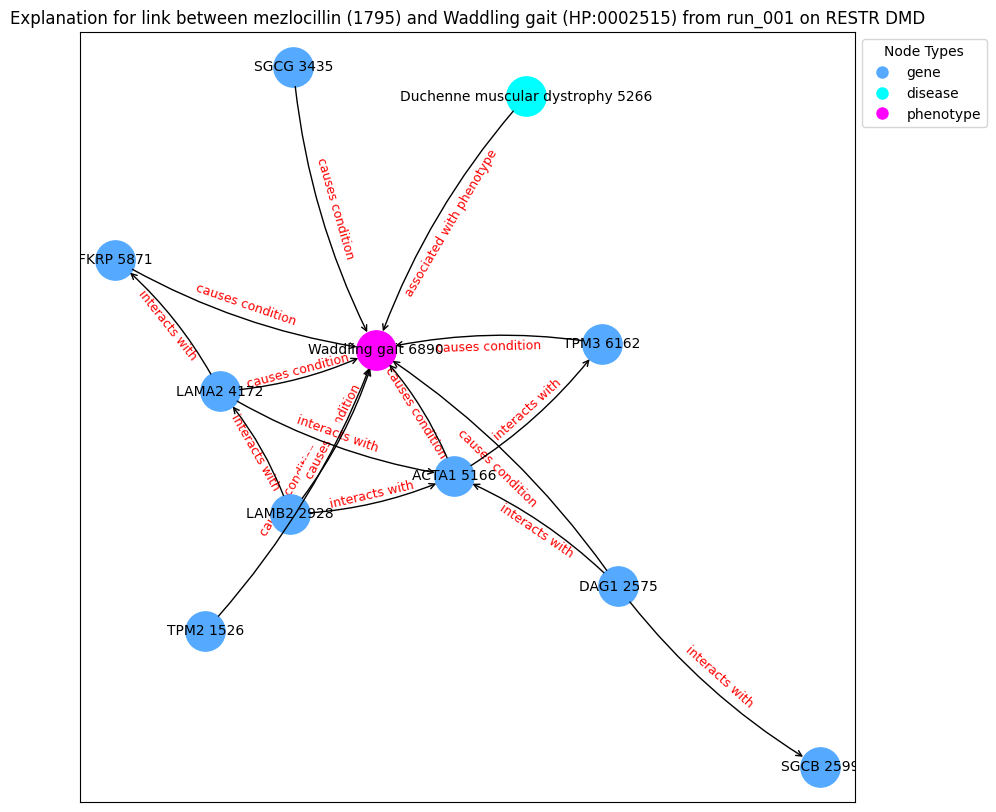 Explanation for link between mezlocillin (1795) and Waddling gait (HP:0002515) from run_001 on RESTR DMD
Node Types
gene
disease
phenotype
SGCG 3435
Duchenne muscular dystrophy 5266
causes condition
associated with phenotype
FKRP 5871
causes condition
interacts with
Waddling gait 6890
causes condition
TPM3 6162
causes condition
LAMA2 4172
causes condition
interacts with
interacts with
causes condition
interacts with
causes condition
ACTA1 5166
interacts with
LAMB2 2928
interacts with
causes condition
interacts with
DAG1 2575
TPM2 1526
interacts with
SGCB 2599